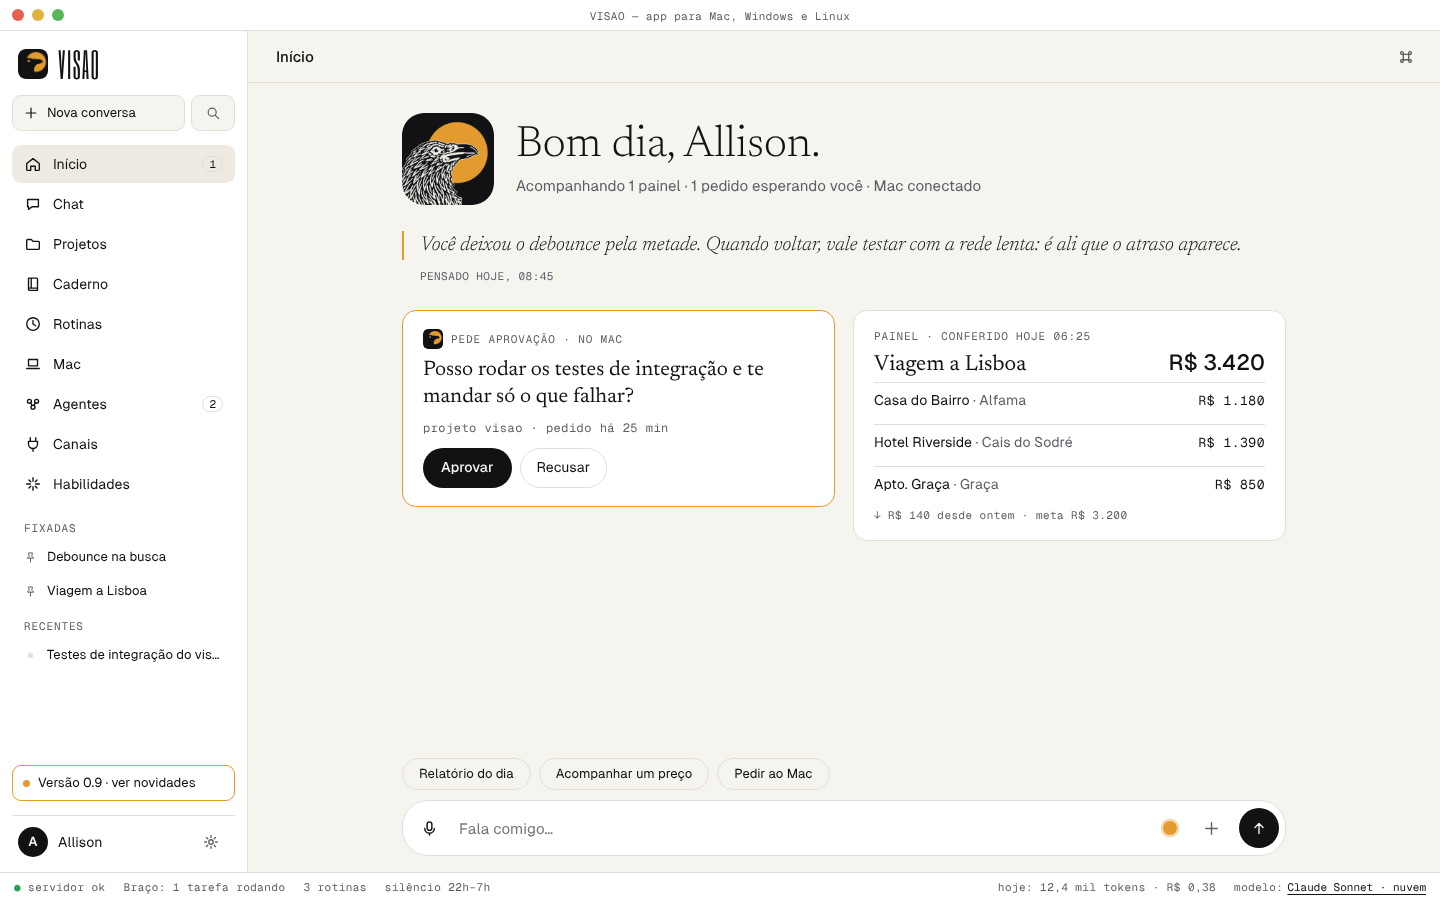 VISAO — app para Mac, Windows e Linux
VISAO
Nova conversa
Início 1
Chat
Projetos
Caderno
Rotinas
Mac
Agentes 2
Canais
Habilidades
FIXADAS
Debounce na busca
Viagem a Lisboa
RECENTES
Testes de integração do vis…
Versão 0.9 · ver novidades
A Allison
Início
Bom dia, Allison.
Acompanhando 1 painel · 1 pedido esperando você · Mac conectado
Você deixou o debounce pela metade. Quando voltar, vale testar com a rede lenta: é ali que o atraso aparece.
PENSADO HOJE, 08:45
PEDE APROVAÇÃO · NO MAC
Posso rodar os testes de integração e te
mandar só o que falhar?
projeto visao · pedido há 25 min
Aprovar Recusar
PAINEL · CONFERIDO HOJE 06:25
Viagem a Lisboa R$ 3.420
Casa do Bairro · Alfama R$ 1.180
Hotel Riverside · Cais do Sodré R$ 1.390
Apto. Graça · Graça R$ 850
↓ R$ 140 desde ontem · meta R$ 3.200
Relatório do dia Acompanhar um preço Pedir ao Mac
Fala comigo…
servidor ok Braço: 1 tarefa rodando 3 rotinas silêncio 22h–7h
hoje: 12,4 mil tokens · R$ 0,38 modelo: Claude Sonnet · nuvem